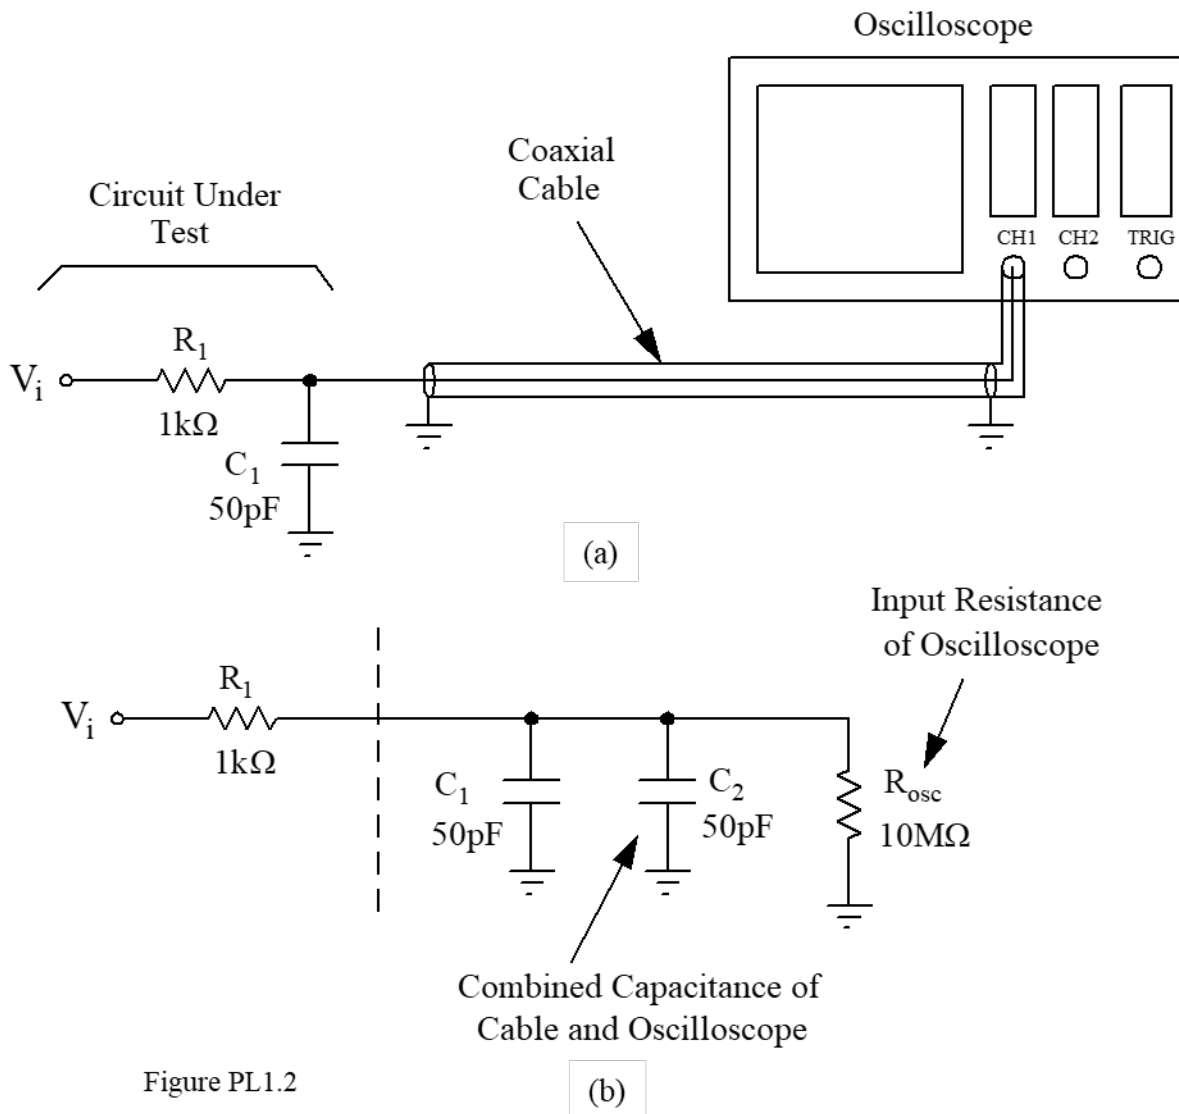 Oscilloscope
Coaxial
Cable
Circuit Under
Test
CH1 CH2 TRIG
R1
Vi
1kΩ
C1
50pF
(a)
Input Resistance
of Oscilloscope
R1
Vi
1kΩ
C1
50pF
C2
50pF
Rosc
10MΩ
Combined Capacitance of
Cable and Oscilloscope
Figure PL1.2
(b)